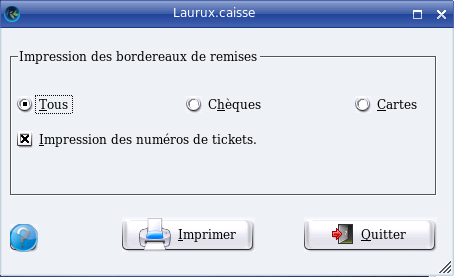 Laurux.caisse
Impression des bordereaux de remises
Tous Chèques Cartes
Impression des numéros de tickets.
Imprimer Quitter